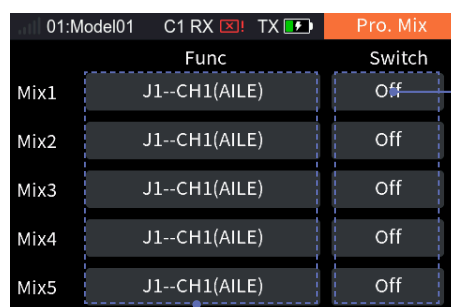 01:Model01 C1 RX ! TX Pro. Mix
Func Switch
Mix1 J1--CH1(AILE) Off
Mix2 J1--CH1(AILE) Off
Mix3 J1--CH1(AILE) Off
Mix4 J1--CH1(AILE) Off
Mix5 J1--CH1(AILE) Off